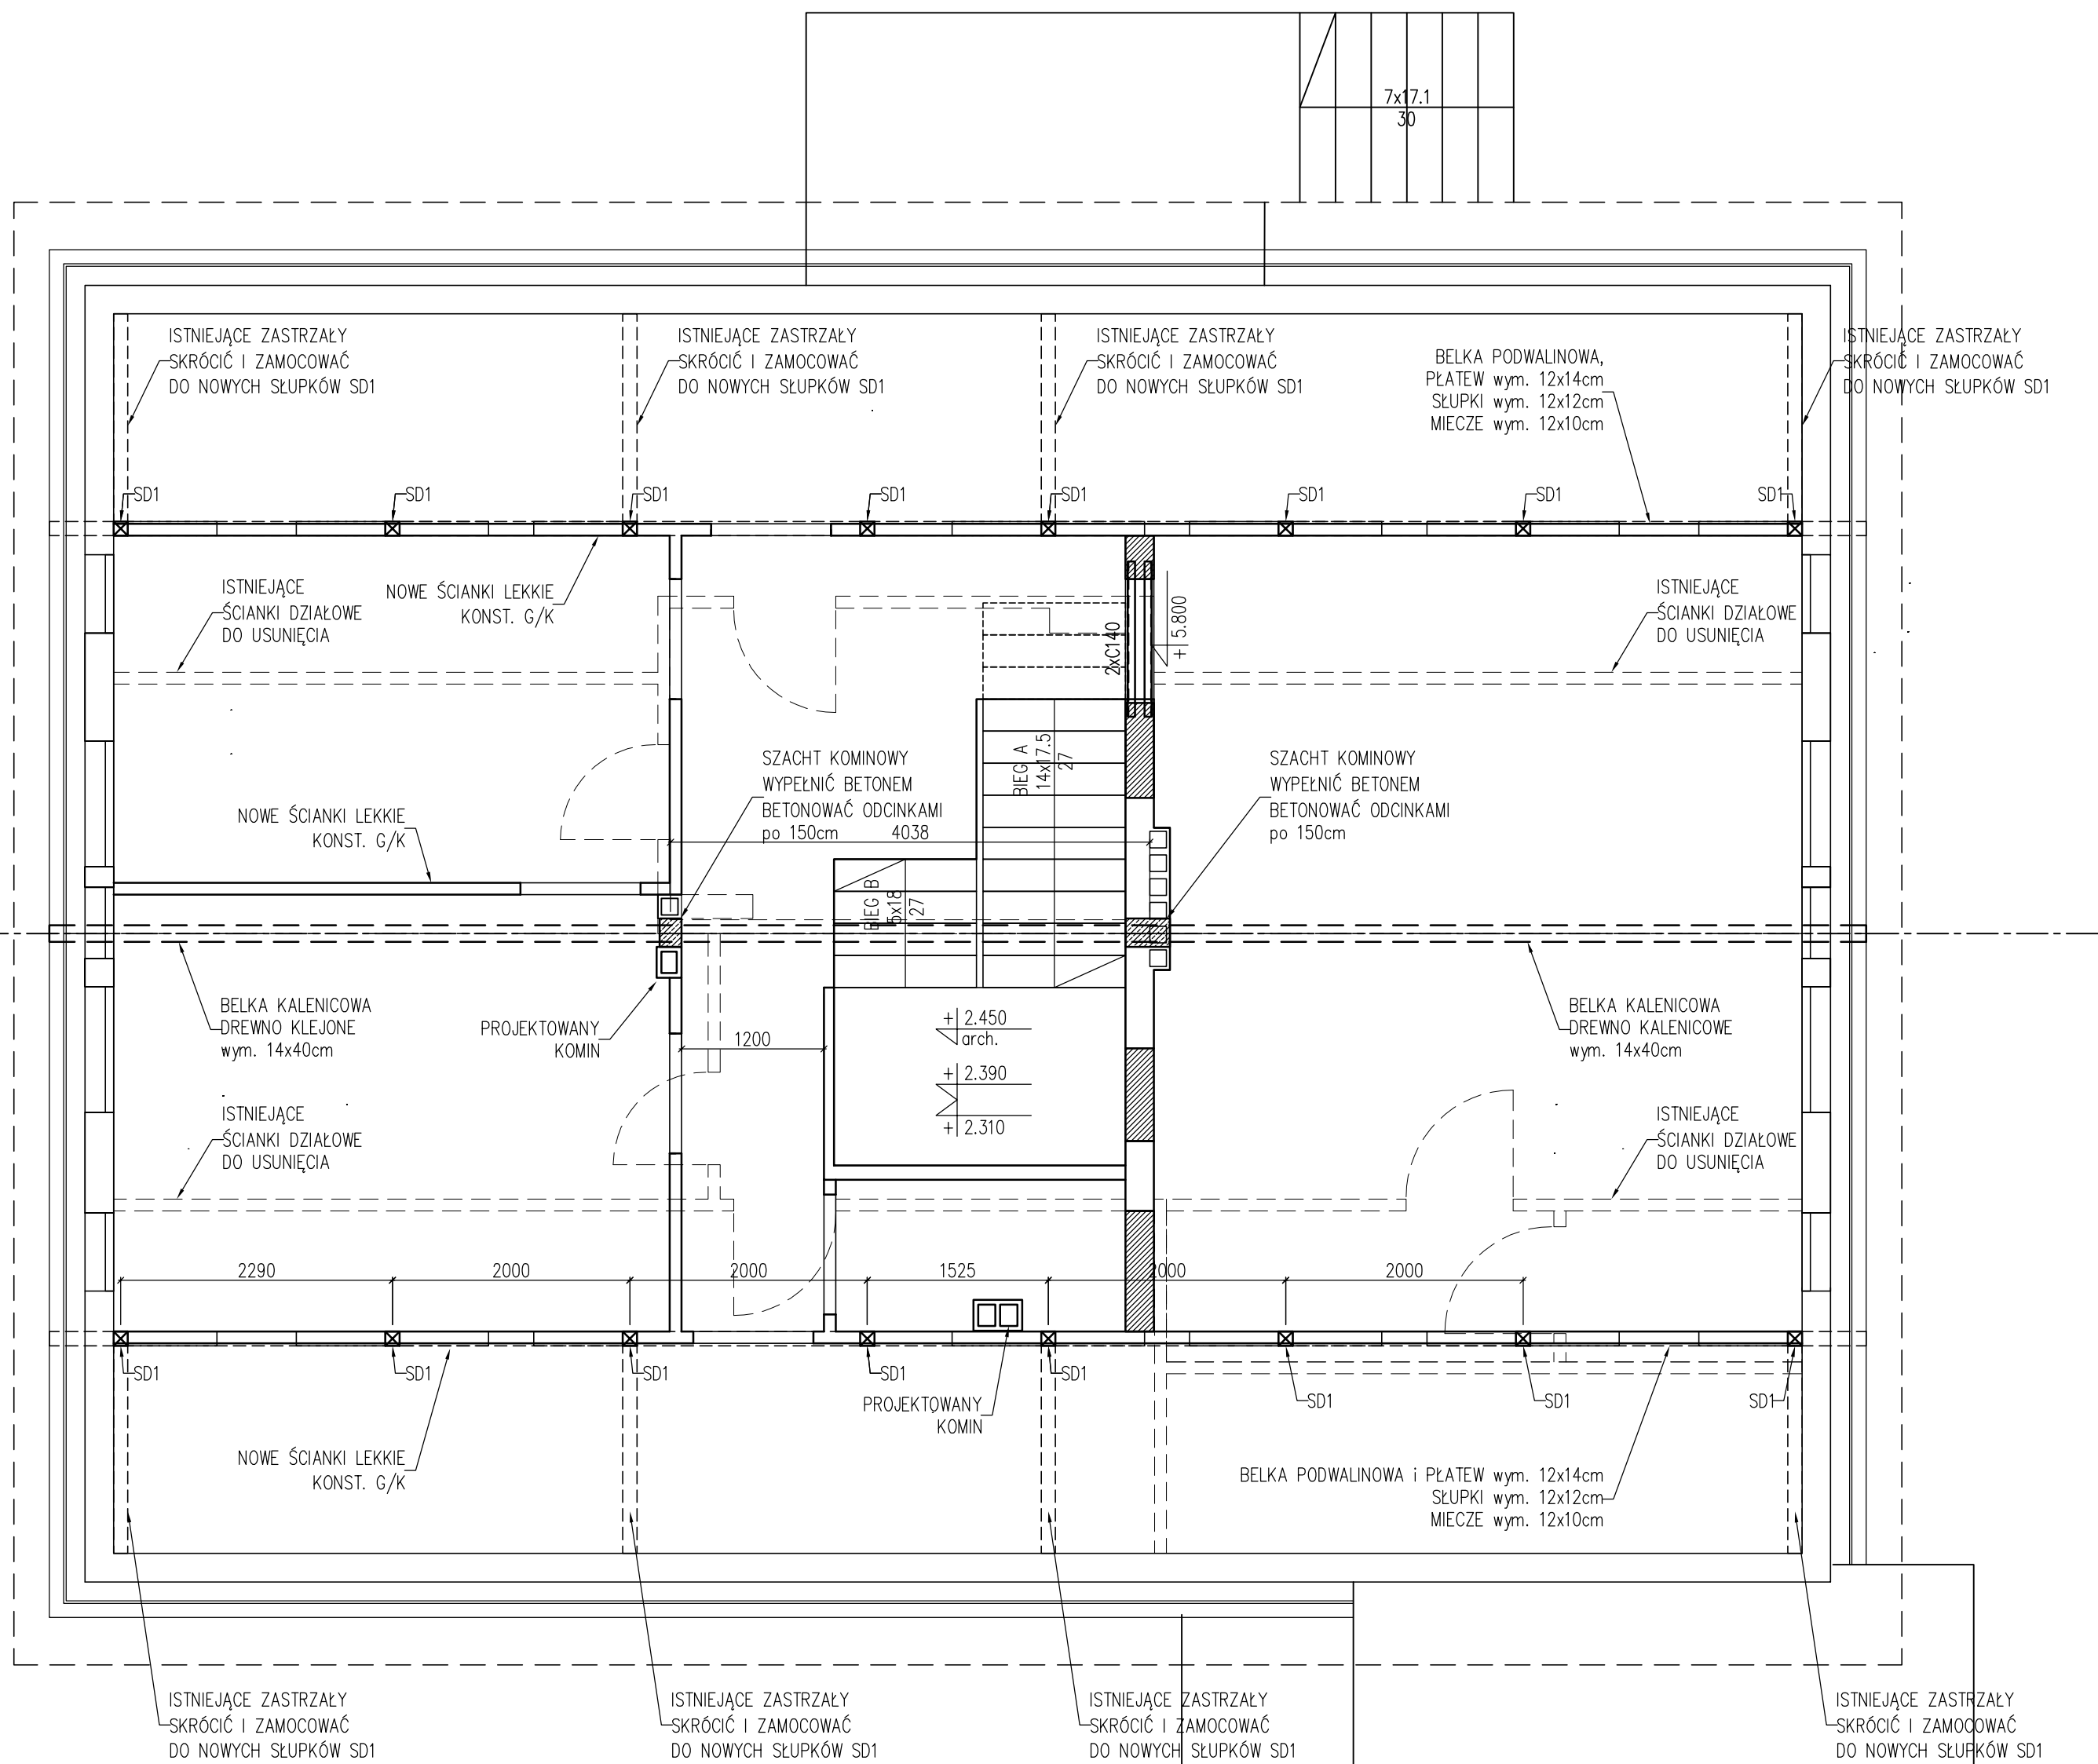 7x17.1
30
ISTNIEJĄCE ZASTRZAŁY
SKRÓCIĆ I ZAMOCOWAĆ
DO NOWYCH SŁUPKÓW SD1
ISTNIEJĄCE ZASTRZAŁY
SKRÓCIĆ I ZAMOCOWAĆ
DO NOWYCH SŁUPKÓW SD1
ISTNIEJĄCE ZASTRZAŁY
SKRÓCIĆ I ZAMOCOWAĆ
DO NOWYCH SŁUPKÓW SD1
BELKA PODWALINOWA,
PŁATEW wym. 12x14cm
SŁUPKI wym. 12x12cm
MIECZE wym. 12x10cm
ISTNIEJĄCE ZASTRZAŁY
SKRÓCIĆ I ZAMOCOWAĆ
DO NOWYCH SŁUPKÓW SD1
SD1
SD1
SD1
SD1
SD1
SD1
SD1
SD1
ISTNIEJĄCE
ŚCIANKI DZIAŁOWE
DO USUNIĘCIA
NOWE ŚCIANKI LEKKIE
KONST. G/K
2xC140
+5.800
ISTNIEJĄCE
ŚCIANKI DZIAŁOWE
DO USUNIĘCIA
NOWE ŚCIANKI LEKKIE
KONST. G/K
SZACHT KOMINOWY
WYPEŁNIĆ BETONEM
BETONOWAĆ ODCINKAMI
po 150cm
4038
BIEG A
14x17.5
27
SZACHT KOMINOWY
WYPEŁNIĆ BETONEM
BETONOWAĆ ODCINKAMI
po 150cm
BIEG B
5x18
27
BELKA KALENICOWA
DREWNO KLEJONE
wym. 14x40cm
PROJEKTOWANY
KOMIN
1200
+2.450
arch.
+2.390
+2.310
BELKA KALENICOWA
DREWNO KALENICOWE
wym. 14x40cm
ISTNIEJĄCE
ŚCIANKI DZIAŁOWE
DO USUNIĘCIA
ISTNIEJĄCE
ŚCIANKI DZIAŁOWE
DO USUNIĘCIA
2290
2000
2000
1525
2000
2000
SD1
SD1
SD1
SD1
SD1
SD1
SD1
SD1
PROJEKTOWANY
KOMIN
NOWE ŚCIANKI LEKKIE
KONST. G/K
BELKA PODWALINOWA i PŁATEW wym. 12x14cm
SŁUPKI wym. 12x12cm
MIECZE wym. 12x10cm
ISTNIEJĄCE ZASTRZAŁY
SKRÓCIĆ I ZAMOCOWAĆ
DO NOWYCH SŁUPKÓW SD1
ISTNIEJĄCE ZASTRZAŁY
SKRÓCIĆ I ZAMOCOWAĆ
DO NOWYCH SŁUPKÓW SD1
ISTNIEJĄCE ZASTRZAŁY
SKRÓCIĆ I ZAMOCOWAĆ
DO NOWYCH SŁUPKÓW SD1
ISTNIEJĄCE ZASTRZAŁY
SKRÓCIĆ I ZAMOCOWAĆ
DO NOWYCH SŁUPKÓW SD1